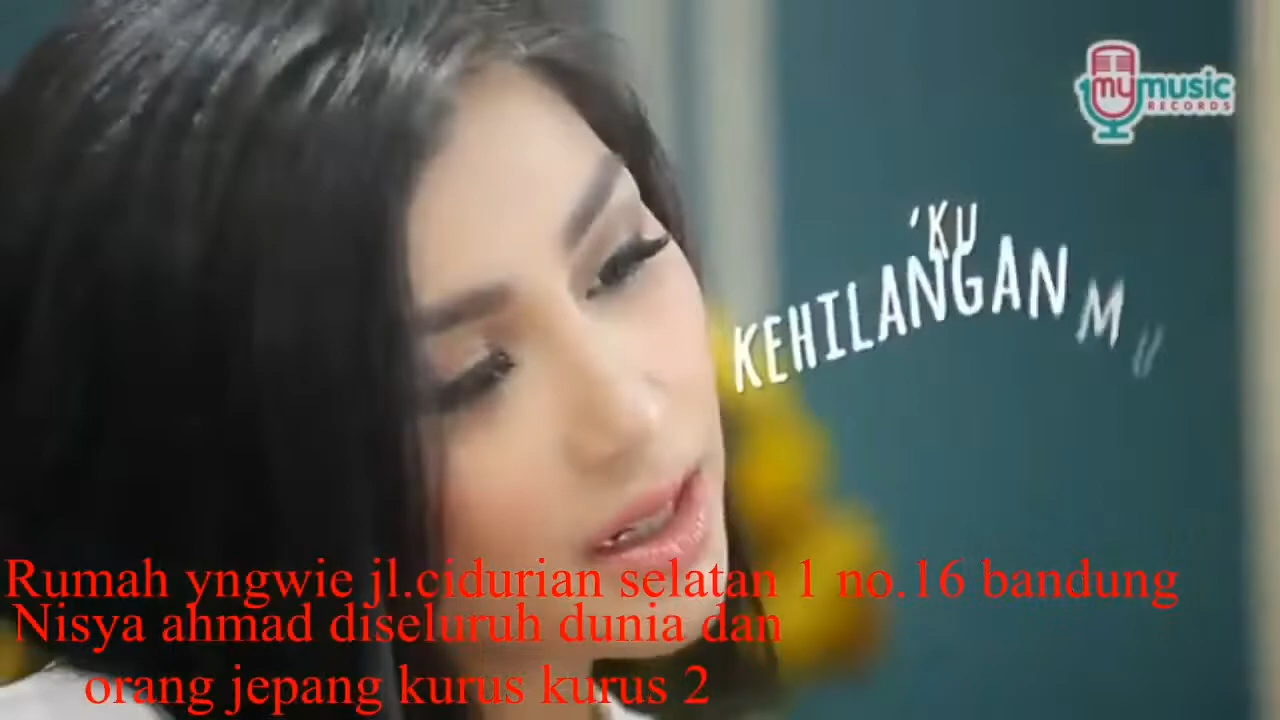 mymusic
RECORDS
'KU
KEHILANGANMU
Rumah yngwie jl.cidurian selatan 1 no.16 bandung
Nisya ahmad diseluruh dunia dan
orang jepang kurus kurus 2